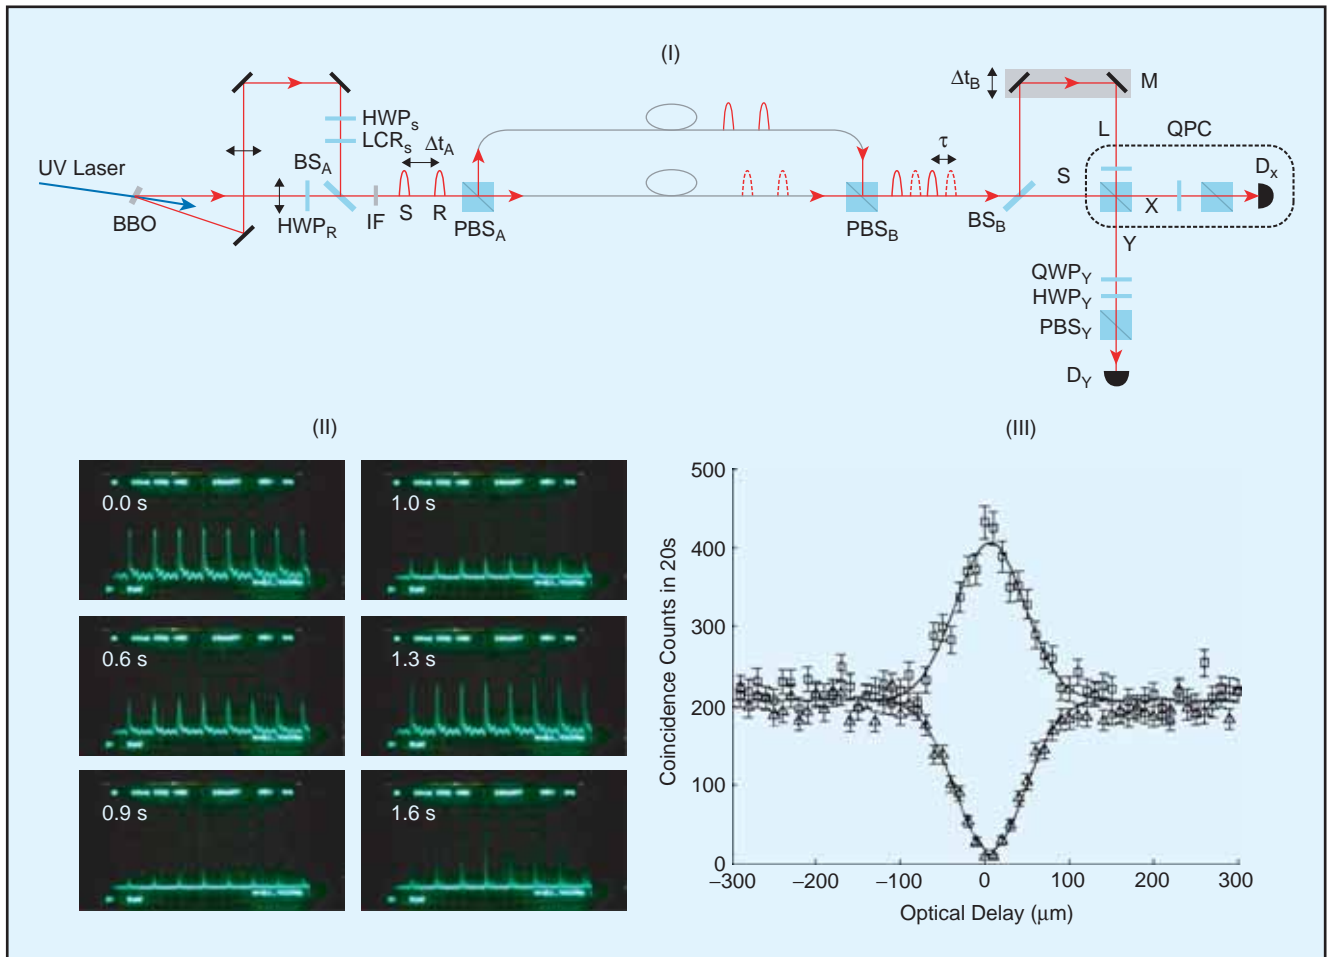 (I)
Δt_B
M
HWP_S
LCR_S
Δt_A
L
QPC
UV Laser
BS_A
τ
S
D_X
BBO
HWP_R
IF
S
R
PBS_A
PBS_B
BS_B
X
Y
QWP_Y
HWP_Y
PBS_Y
D_Y
(II)
0.0 s
1.0 s
0.6 s
1.3 s
0.9 s
1.6 s
(III)
Coincidence Counts in 20s
500
400
300
200
100
0
–300
–200
–100
0
100
200
300
Optical Delay (μm)